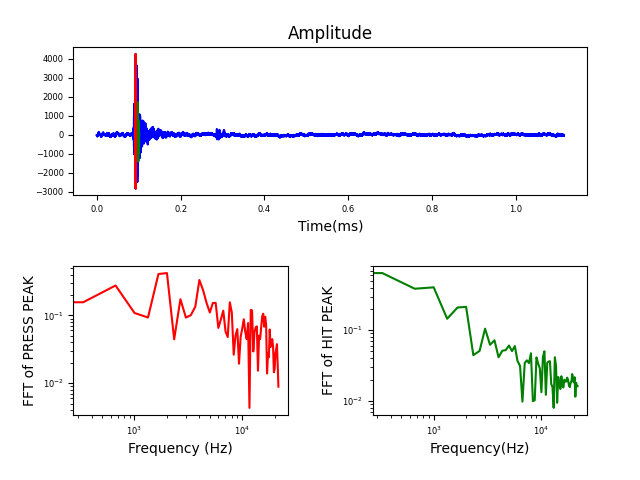 Amplitude
4000
3000
2000
1000
0
−1000
−2000
−3000
0.0 0.2 0.4 0.6 0.8 1.0
Time(ms)
FFT of PRESS PEAK
10⁻¹
10⁻²
10³ 10⁴
Frequency (Hz)
FFT of HIT PEAK
10⁻¹
10⁻²
10³ 10⁴
Frequency(Hz)